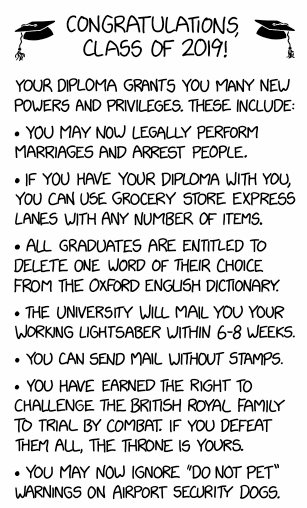 CONGRATULATIONS,
CLASS OF 2019!
YOUR DIPLOMA GRANTS YOU MANY NEW
POWERS AND PRIVILEGES. THESE INCLUDE:
• YOU MAY NOW LEGALLY PERFORM
MARRIAGES AND ARREST PEOPLE.
• IF YOU HAVE YOUR DIPLOMA WITH YOU,
YOU CAN USE GROCERY STORE EXPRESS
LANES WITH ANY NUMBER OF ITEMS.
• ALL GRADUATES ARE ENTITLED TO
DELETE ONE WORD OF THEIR CHOICE
FROM THE OXFORD ENGLISH DICTIONARY.
• THE UNIVERSITY WILL MAIL YOU YOUR
WORKING LIGHTSABER WITHIN 6-8 WEEKS.
• YOU CAN SEND MAIL WITHOUT STAMPS.
• YOU HAVE EARNED THE RIGHT TO
CHALLENGE THE BRITISH ROYAL FAMILY
TO TRIAL BY COMBAT. IF YOU DEFEAT
THEM ALL, THE THRONE IS YOURS.
• YOU MAY NOW IGNORE "DO NOT PET"
WARNINGS ON AIRPORT SECURITY DOGS.